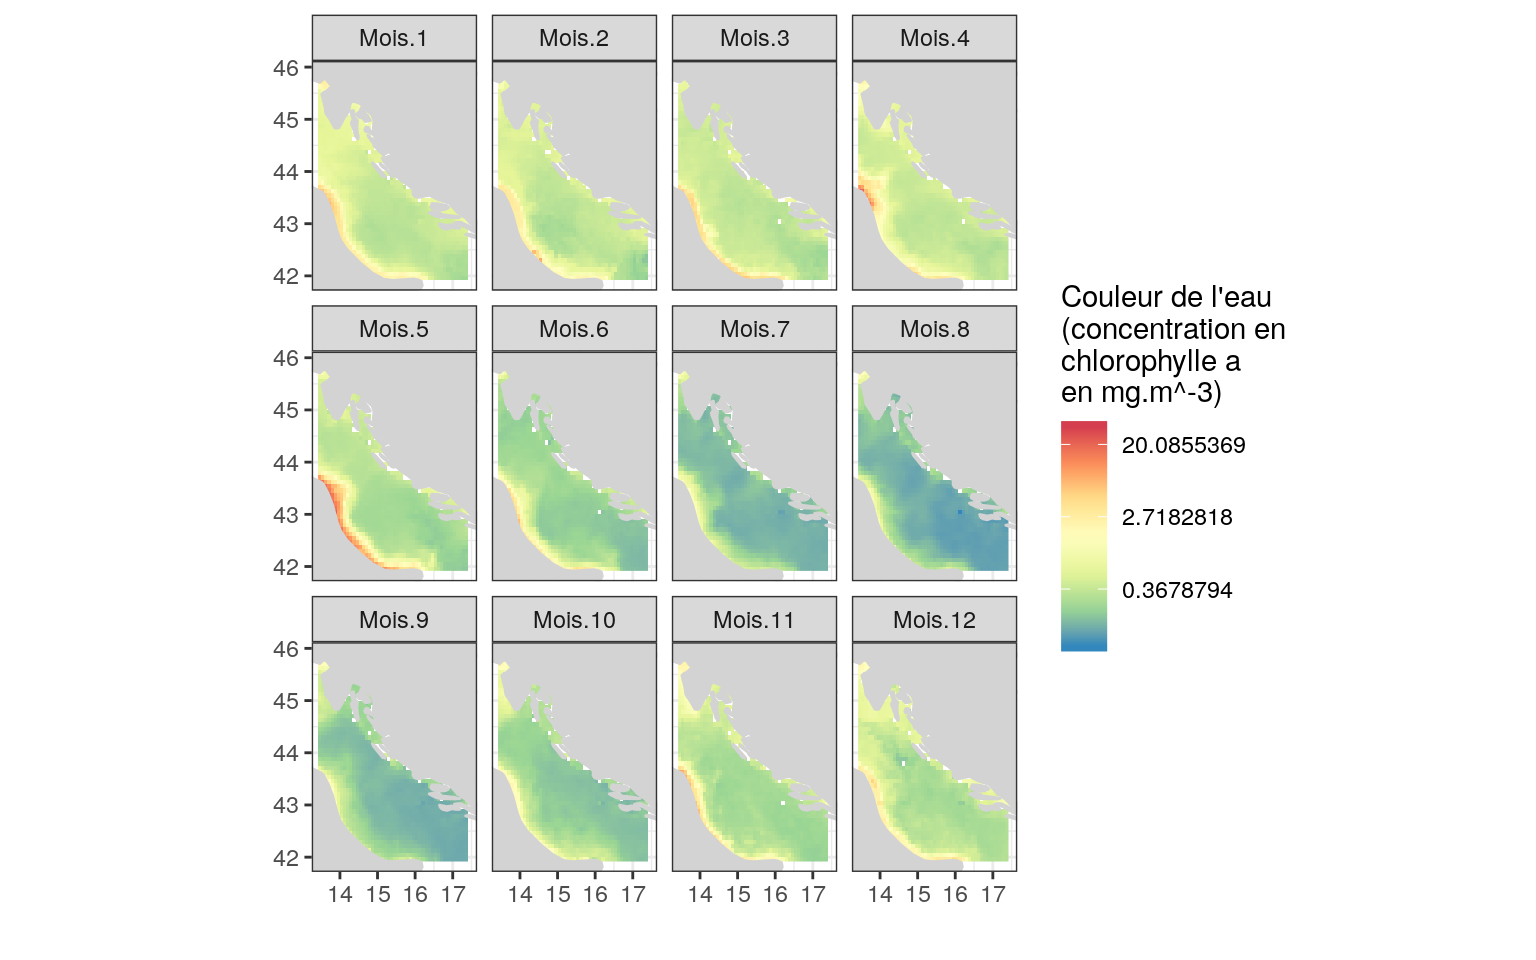 Mois.1 Mois.2 Mois.3 Mois.4
46
45
44
43
42
Mois.5 Mois.6 Mois.7 Mois.8
46
45
44
43
42
Mois.9 Mois.10 Mois.11 Mois.12
46
45
44
43
42
14 15 16 17 14 15 16 17 14 15 16 17 14 15 16 17
Couleur de l'eau
(concentration en
chlorophylle a
en mg.m^-3)
20.0855369
2.7182818
0.3678794